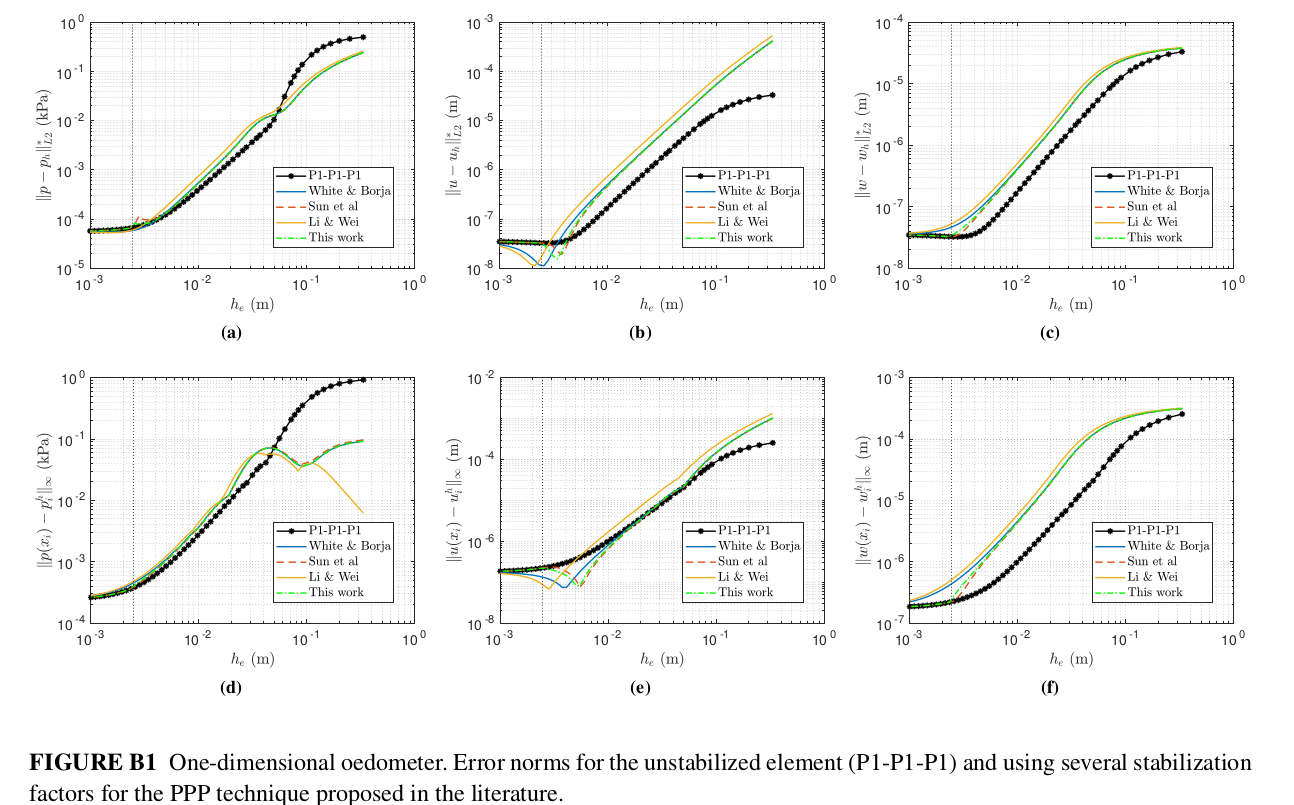 10^0
10^-1
10^-2
10^-3
10^-4
10^-5
‖p − p_h‖*_{L2} (kPa)
P1-P1-P1
White & Borja
Sun et al
Li & Wei
This work
10^-3 10^-2 10^-1 10^0
h_e (m)
(a)
10^-3
10^-4
10^-5
10^-6
10^-7
10^-8
‖u − u_h‖*_{L2} (m)
P1-P1-P1
White & Borja
Sun et al
Li & Wei
This work
10^-3 10^-2 10^-1 10^0
h_e (m)
(b)
10^-4
10^-5
10^-6
10^-7
10^-8
‖w − w_h‖*_{L2} (m)
P1-P1-P1
White & Borja
Sun et al
Li & Wei
This work
10^-3 10^-2 10^-1 10^0
h_e (m)
(c)
10^0
10^-1
10^-2
10^-3
10^-4
‖p(x_i) − p_i^h‖_∞ (kPa)
P1-P1-P1
White & Borja
Sun et al
Li & Wei
This work
10^-3 10^-2 10^-1 10^0
h_e (m)
(d)
10^-2
10^-4
10^-6
10^-8
‖u(x_i) − u_i^h‖_∞ (m)
P1-P1-P1
White & Borja
Sun et al
Li & Wei
This work
10^-3 10^-2 10^-1 10^0
h_e (m)
(e)
10^-3
10^-4
10^-5
10^-6
10^-7
‖w(x_i) − w_i^h‖_∞ (m)
P1-P1-P1
White & Borja
Sun et al
Li & Wei
This work
10^-3 10^-2 10^-1 10^0
h_e (m)
(f)
FIGURE B1 One-dimensional oedometer. Error norms for the unstabilized element (P1-P1-P1) and using several stabilization
factors for the PPP technique proposed in the literature.